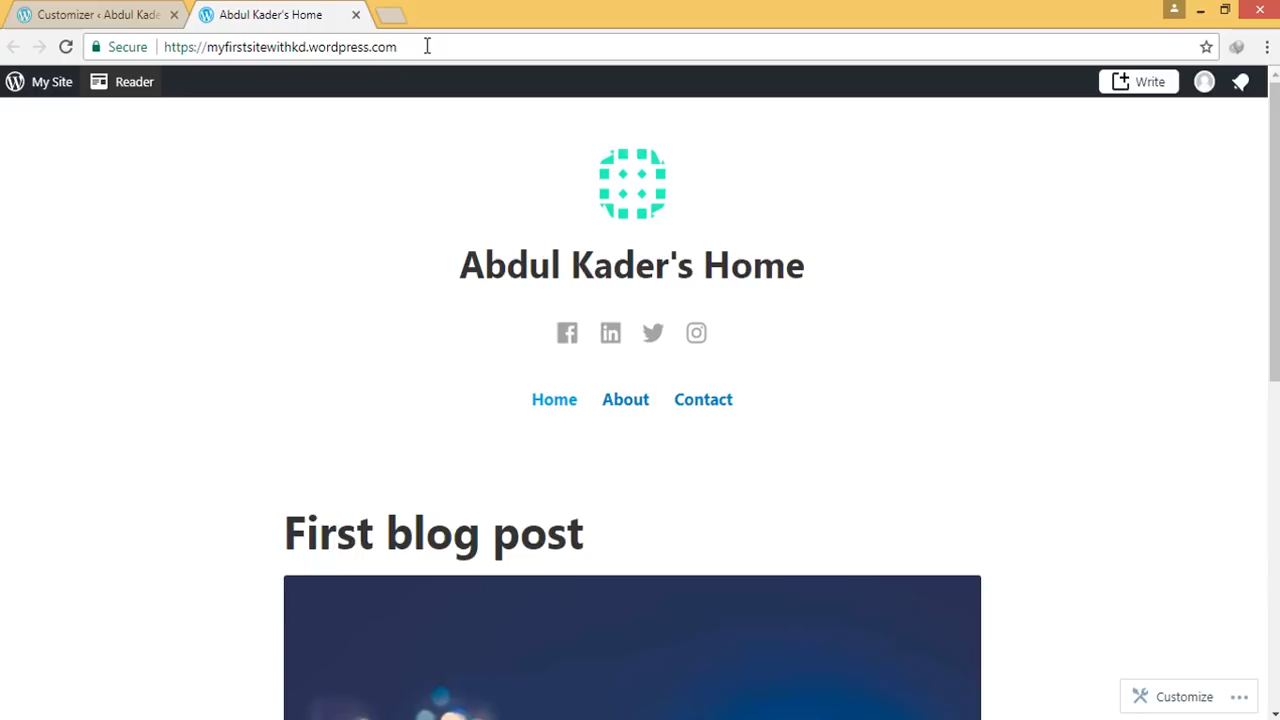 Customizer ‹ Abdul Kade
Abdul Kader's Home
Secure
https://myfirstsitewithkd.wordpress.com
My Site
Reader
Write
Abdul Kader's Home
Home
About
Contact
First blog post
Customize